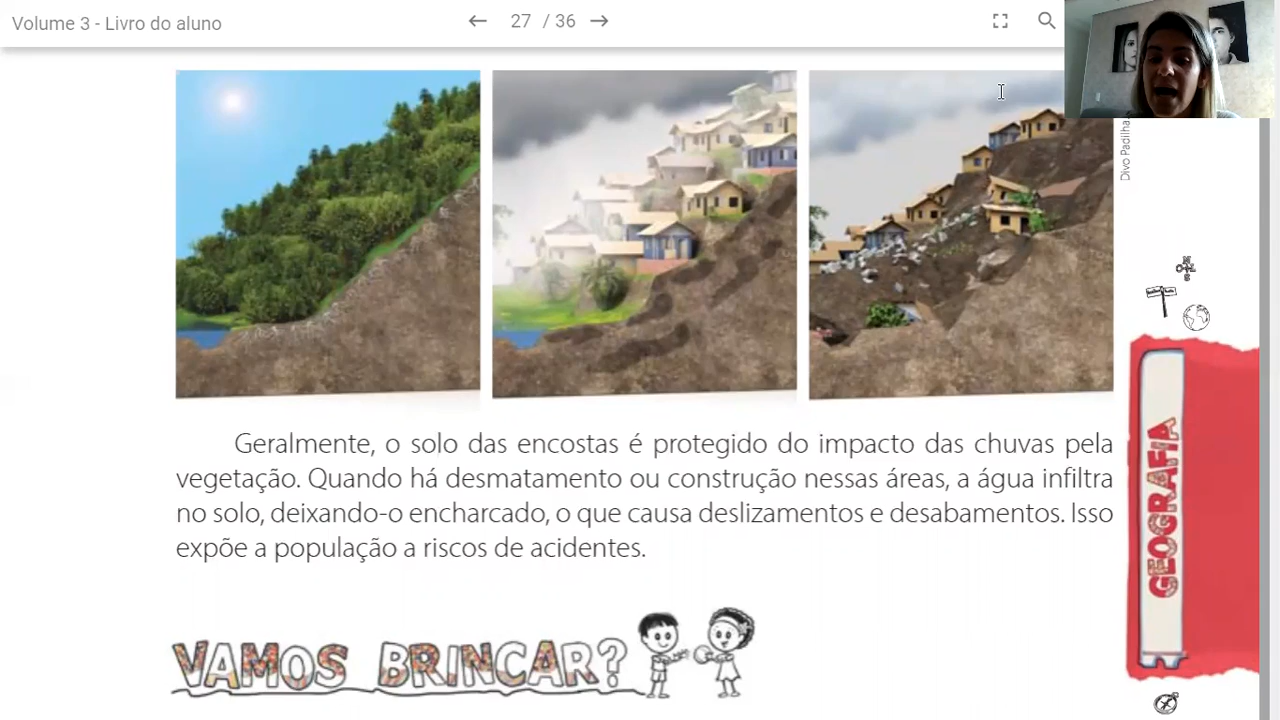 Volume 3 - Livro do aluno
27 / 36
Divo Padilha.
Geralmente, o solo das encostas é protegido do impacto das chuvas pela
vegetação. Quando há desmatamento ou construção nessas áreas, a água infiltra
no solo, deixando-o encharcado, o que causa deslizamentos e desabamentos. Isso
expõe a população a riscos de acidentes.
GEOGRAFIA
VAMOS BRINCAR?